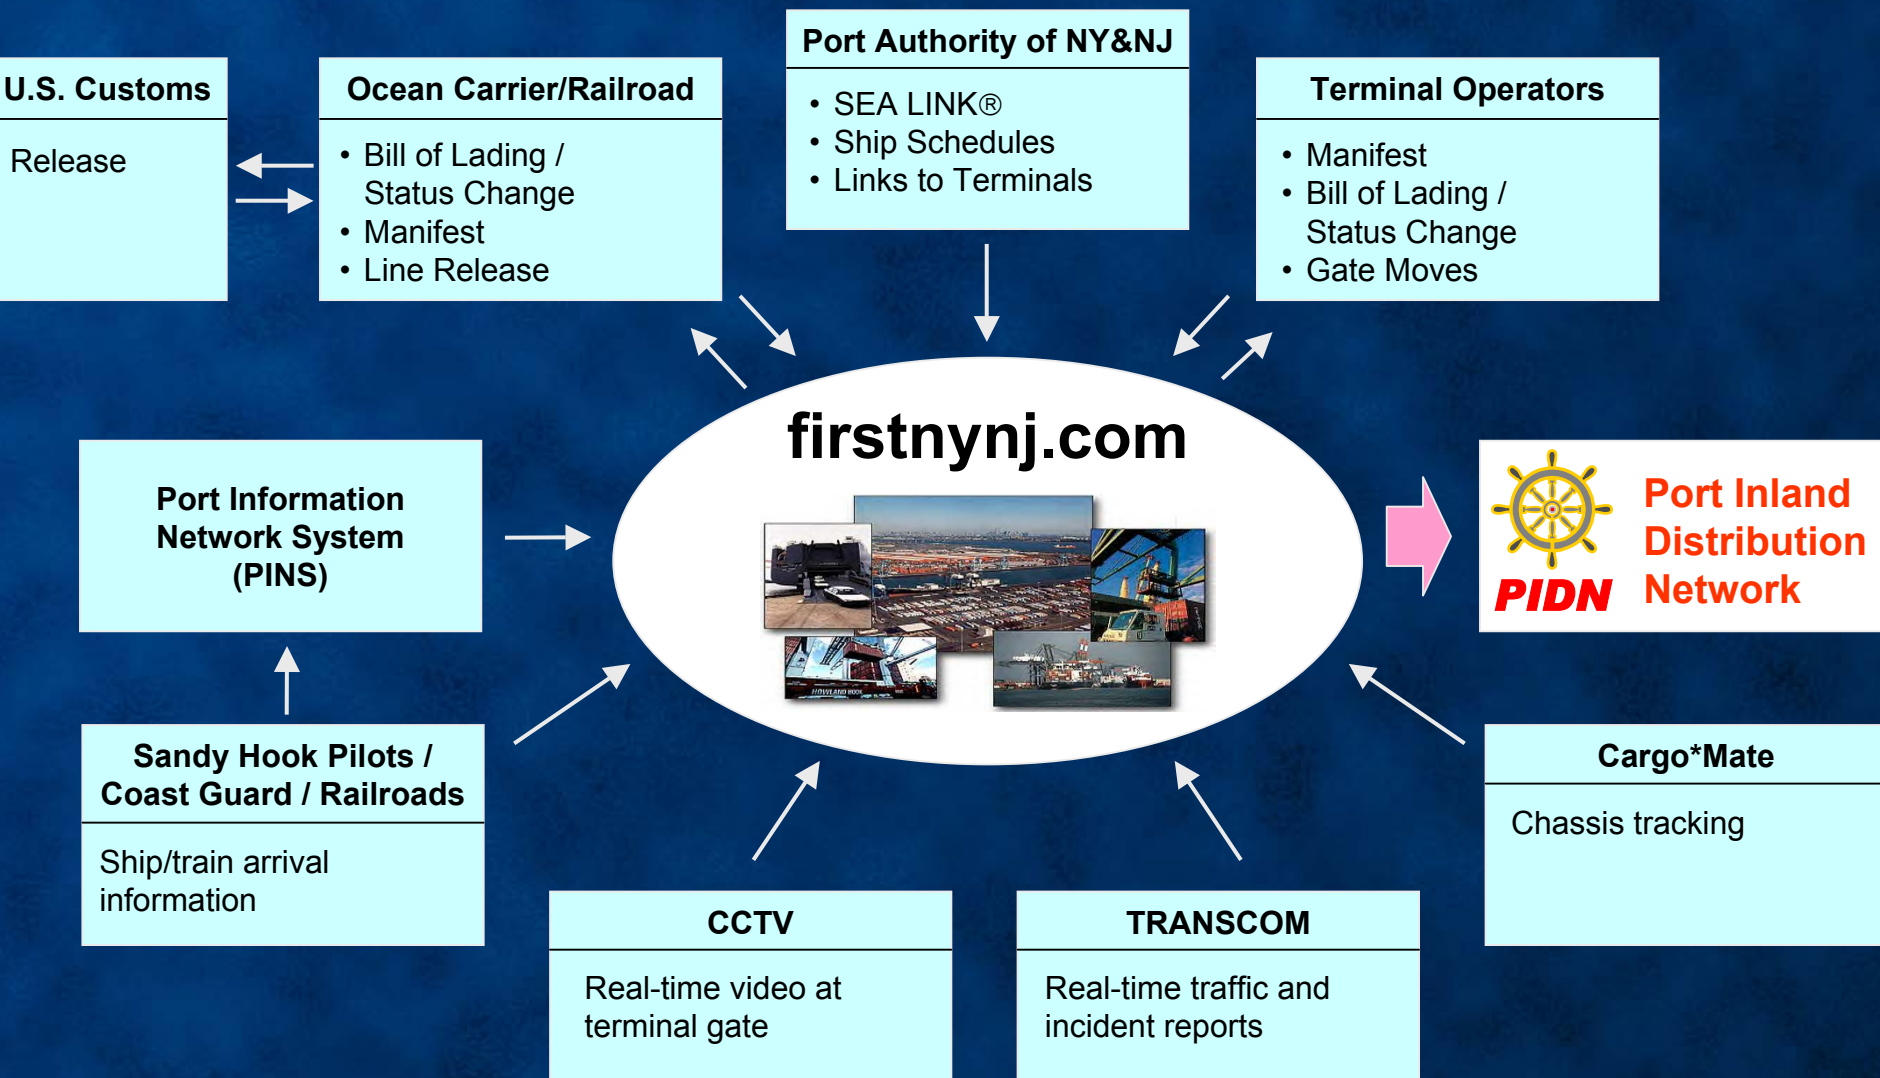 Port Authority of NY&NJ
• SEA LINK®
• Ship Schedules
• Links to Terminals
U.S. Customs
Release
Ocean Carrier/Railroad
• Bill of Lading /
Status Change
• Manifest
• Line Release
Terminal Operators
• Manifest
• Bill of Lading /
Status Change
• Gate Moves
firstnynj.com
HOWLAND HOOK
Port Information
Network System
(PINS)
PIDN
Port Inland
Distribution
Network
Sandy Hook Pilots /
Coast Guard / Railroads
Ship/train arrival
information
CCTV
Real-time video at
terminal gate
TRANSCOM
Real-time traffic and
incident reports
Cargo*Mate
Chassis tracking